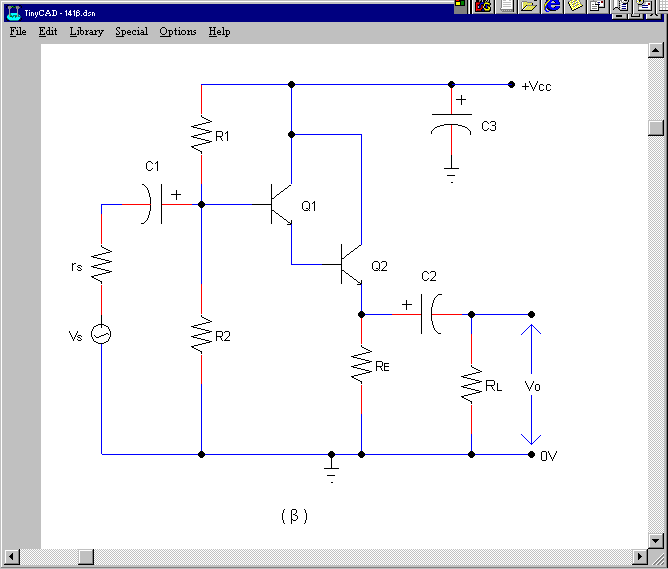 TinyCAD - 1416.dsn
File Edit Library Special Options Help
+Vcc
+
C3
R1
C1
+
Q1
rs
Q2
C2
+
Vs
R2
RE
RL
Vo
0V
(β)